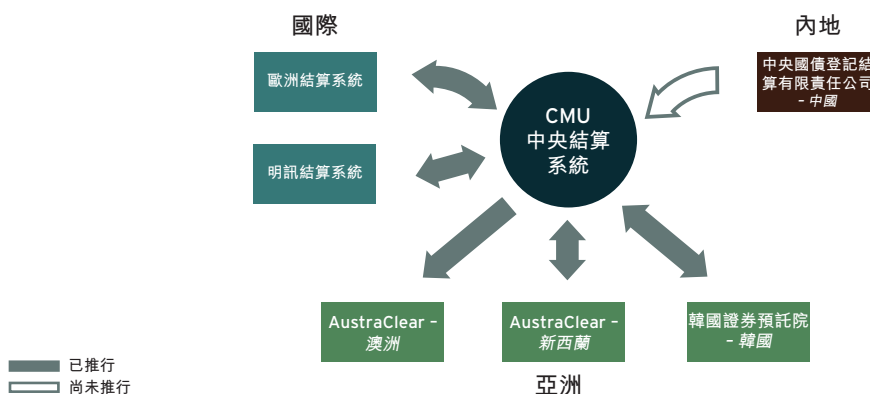 國際
內地
歐洲結算系統
中央國債登記結
算有限責任公司
– 中國
CMU
中央結算
系統
明訊結算系統
AustraClear –
澳洲
AustraClear –
新西蘭
韓國證券預託院
– 韓國
亞洲
已推行
尚未推行